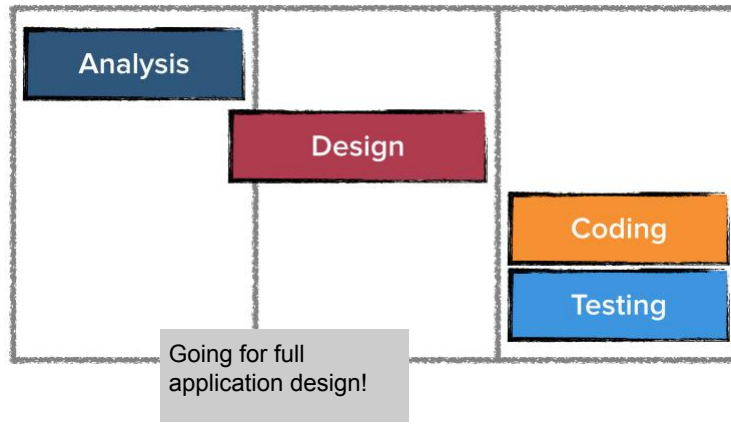 Analysis
Design
Coding
Testing
Going for full
application design!